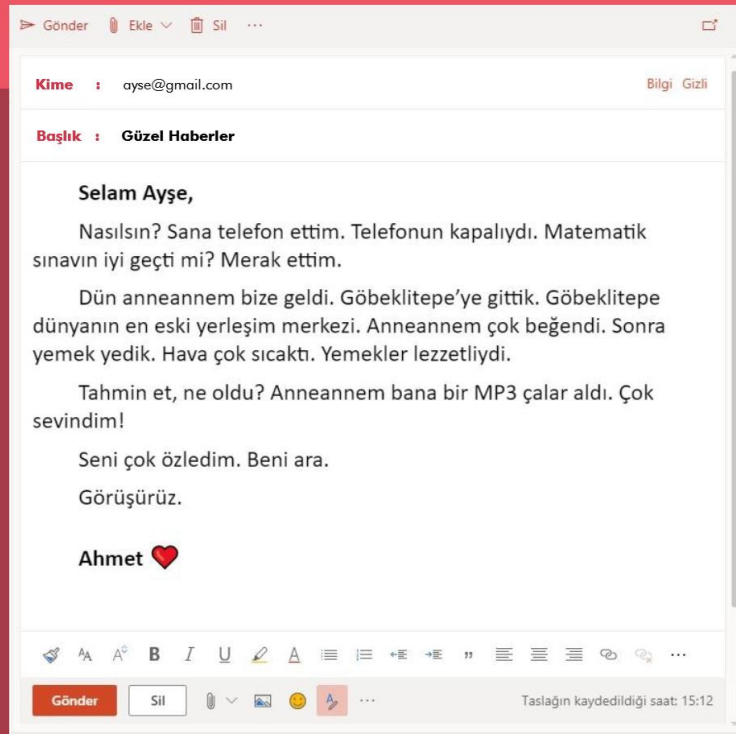 Gönder Ekle Sil ...
Kime : ayse@gmail.com Bilgi Gizli
Başlık : Güzel Haberler
Selam Ayşe,
Nasılsın? Sana telefon ettim. Telefonun kapalıydı. Matematik
sınavın iyi geçti mi? Merak ettim.
Dün anneannem bize geldi. Göbeklitepe’ye gittik. Göbeklitepe
dünyanın en eski yerleşim merkezi. Anneannem çok beğendi. Sonra
yemek yedik. Hava çok sıcaktı. Yemekler lezzetliydi.
Tahmin et, ne oldu? Anneannem bana bir MP3 çalar aldı. Çok
sevindim!
Seni çok özledim. Beni ara.
Görüşürüz.
Ahmet ❤
Gönder Sil ... Taslağın kaydedildiği saat: 15:12